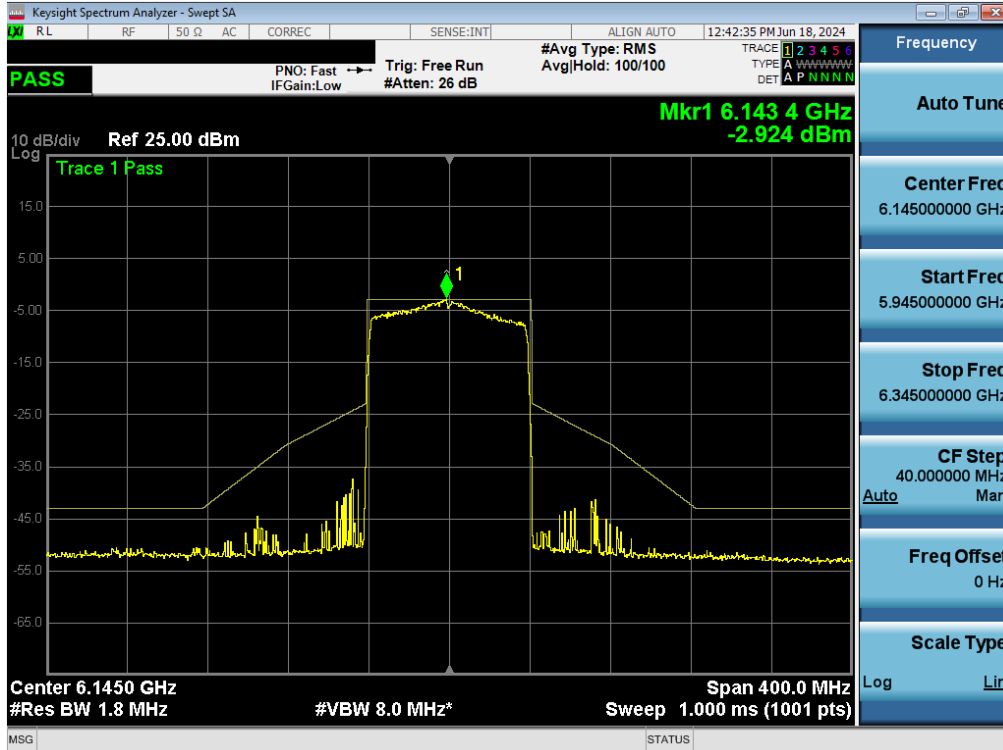 Keysight Spectrum Analyzer - Swept SA
LXI RL RF 50 Ω AC CORREC SENSE:INT ALIGN AUTO 12:42:35 PM Jun 18, 2024
PASS
PNO: Fast
IFGain:Low
Trig: Free Run
#Atten: 26 dB
#Avg Type: RMS
Avg|Hold: 100/100
TRACE 1 2 3 4 5 6
TYPE A WWWWW
DET A P N N N N
Mkr1 6.143 4 GHz
-2.924 dBm
10 dB/div Ref 25.00 dBm
Log
Trace 1 Pass
15.0
5.00
1
-5.00
-15.0
-25.0
-35.0
-45.0
-55.0
-65.0
Center 6.1450 GHz Span 400.0 MHz
#Res BW 1.8 MHz #VBW 8.0 MHz* Sweep 1.000 ms (1001 pts)
MSG STATUS
Frequency
Auto Tune
Center Freq
6.145000000 GHz
Start Freq
5.945000000 GHz
Stop Freq
6.345000000 GHz
CF Step
40.000000 MHz
Auto Man
Freq Offset
0 Hz
Scale Type
Log Lin